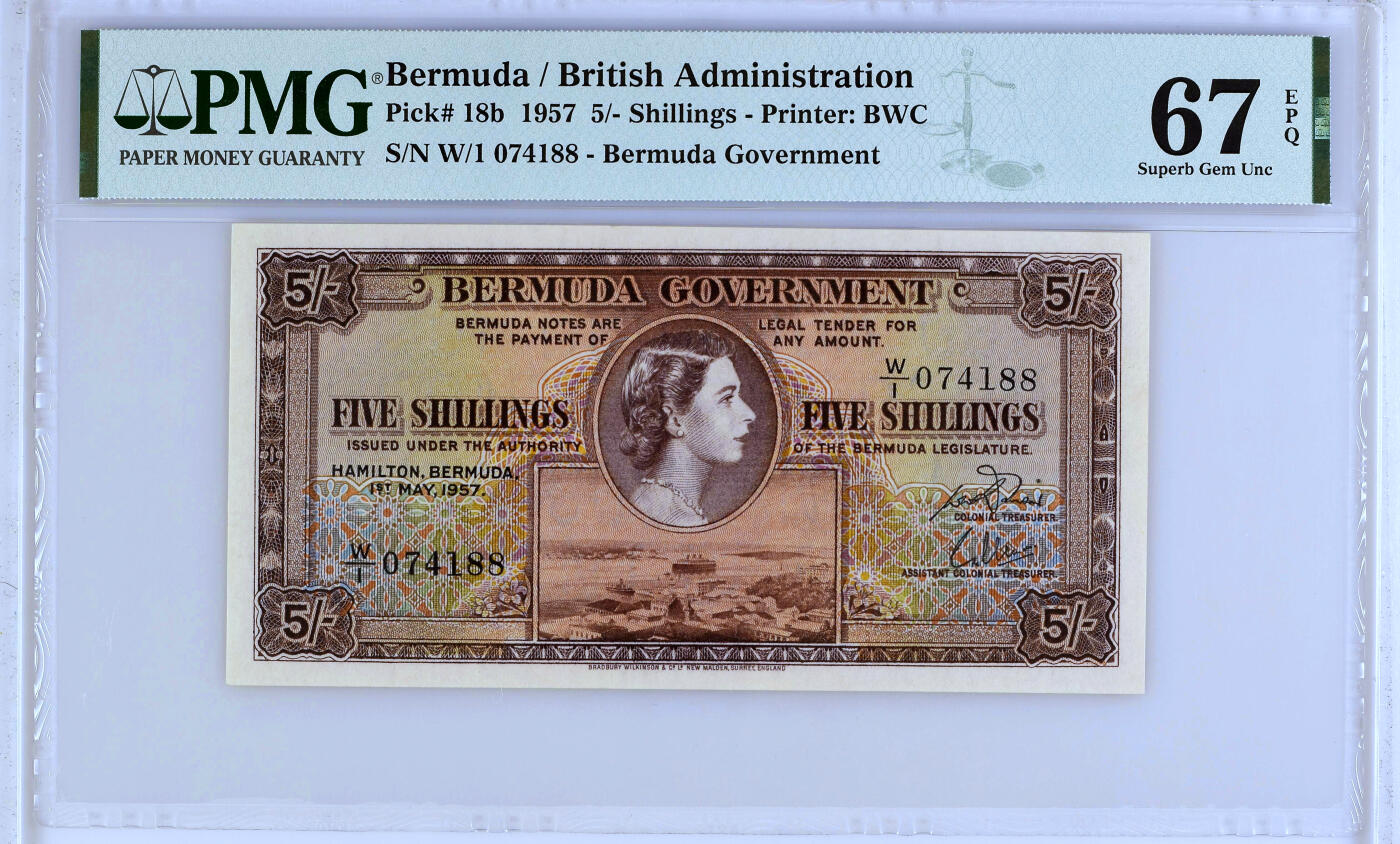 PMG®
PAPER MONEY GUARANTY
Bermuda / British Administration
Pick# 18b 1957 5/- Shillings - Printer: BWC
S/N W/1 074188 - Bermuda Government
67
EPQ
Superb Gem Unc
5/-
BERMUDA GOVERNMENT
5/-
BERMUDA NOTES ARE LEGAL TENDER FOR
THE PAYMENT OF ANY AMOUNT.
W/1 074188
FIVE SHILLINGS FIVE SHILLINGS
ISSUED UNDER THE AUTHORITY OF THE BERMUDA LEGISLATURE.
HAMILTON, BERMUDA,
1ST MAY, 1957.
COLONIAL TREASURER.
W/1 074188
ASSISTANT COLONIAL TREASURER.
5/-
5/-
BRADBURY WILKINSON & Cº Lᵈ NEW MALDEN, SURREY, ENGLAND